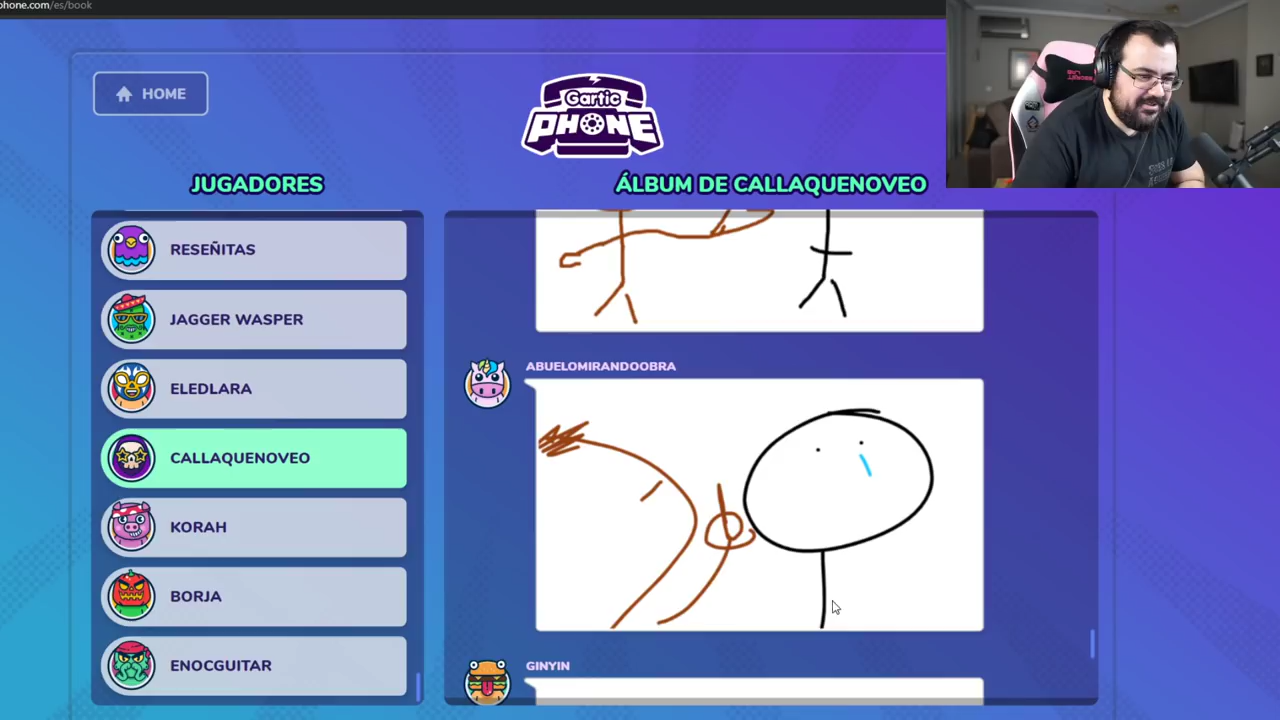 phone.com/es/book
HOME
Gartic
PHONE
JUGADORES
ÁLBUM DE CALLAQUENOVEO
RESEÑITAS
JAGGER WASPER
ELEDLARA
CALLAQUENOVEO
KORAH
BORJA
ENOCGUITAR
ABUELOMIRANDOOBRA
GINYIN